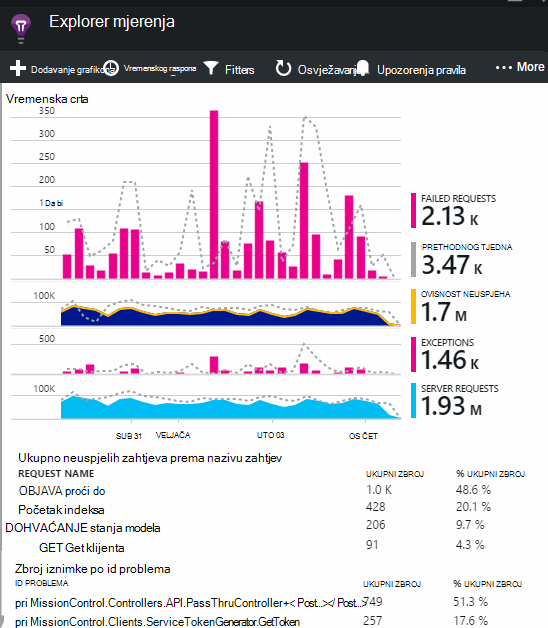 Explorer mjerenja
Dodavanje grafikona Vremenskog raspona Fitters Osvježavanj Upozorenja pravila ... More
Vremenska crta
350
300
250
200
1Da bi
100
50
FAILED REQUESTS
2.13 K
PRETHODNOG TJEDNA
3.47 K
100K
OVISNOST NEUSPJEHA
1.7 M
500
EXCEPTIONS
1.46 K
100K
SERVER REQUESTS
1.93 M
SUB 31 VELJAČA UTO 03 OS ČET
Ukupno neuspjelih zahtjeva prema nazivu zahtjev
REQUEST NAME UKUPNI ZBROJ % UKUPNI ZBROJ
OBJAVA proći do 1.0 K 48.6 %
Početak indeksa 428 20.1 %
DOHVAĆANJE stanja modela 206 9.7 %
GET Get klijenta 91 4.3 %
Zbroj iznimke po id problema
ID PROBLEMA UKUPNI ZBROJ % UKUPNI ZBROJ
pri MissionControl.Controllers.API.PassThruController+< Post...></ Post... 749 51.3 %
pri MissionControl.Clients.ServiceTokenGenerator.GetToken 257 17.6 %